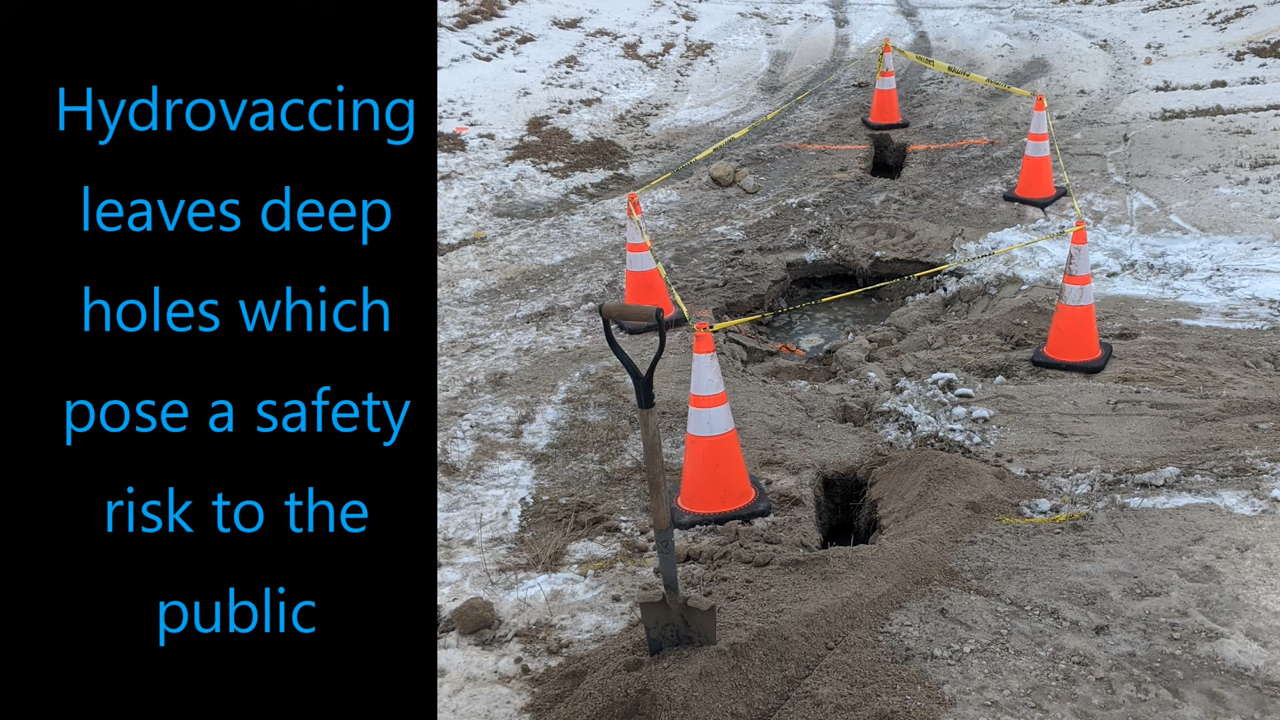 Hydrovaccing
leaves deep
holes which
pose a safety
risk to the
public